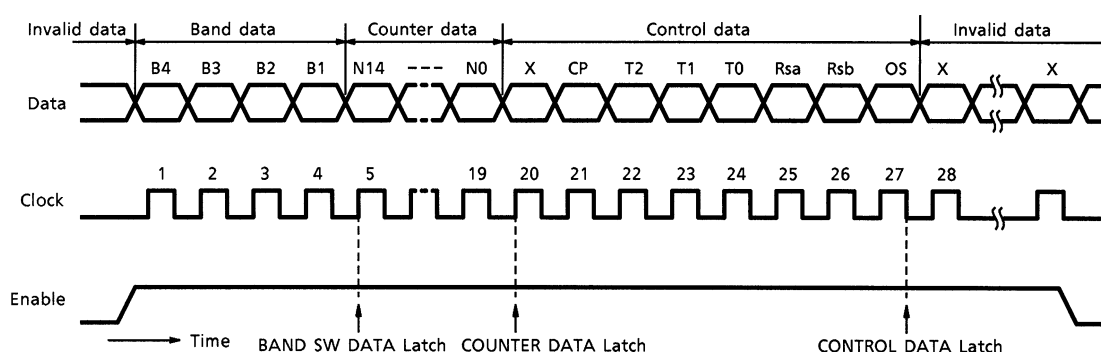 Invalid data Band data Counter data Control data Invalid data
B4 B3 B2 B1 N14 --- N0 X CP T2 T1 T0 Rsa Rsb OS X X
Data
1 2 3 4 5 19 20 21 22 23 24 25 26 27 28
Clock
Enable
Time
BAND SW DATA Latch COUNTER DATA Latch CONTROL DATA Latch